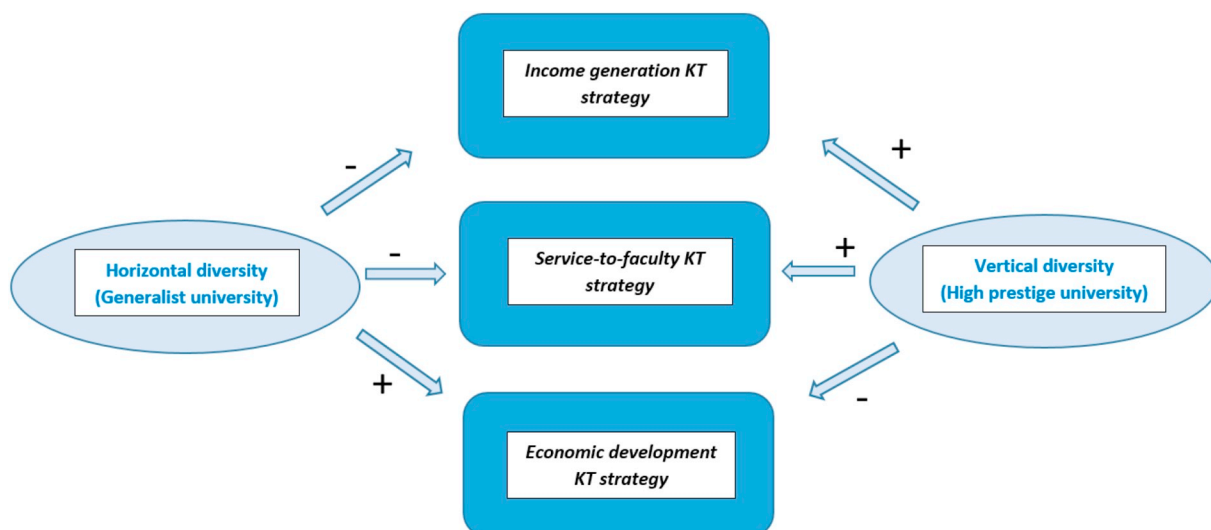 Income generation KT
strategy
-
+
Horizontal diversity
(Generalist university)
-
Service-to-faculty KT
strategy
+
Vertical diversity
(High prestige university)
+
-
Economic development
KT strategy